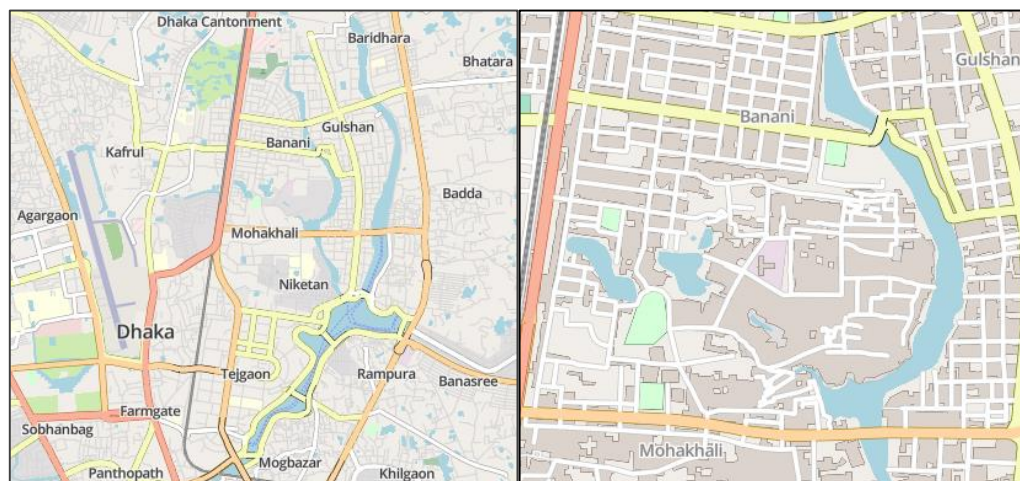 Dhaka Cantonment
Baridhara
Bhatara
Gulshan
Banani
Kafrul
Badda
Agargaon
Mohakhali
Niketan
Dhaka
Tejgaon
Rampura
Banasree
Farmgate
Sobhanbag
Mogbazar
Panthopath
Khilgaon
Gulshan
Banani
Mohakhali